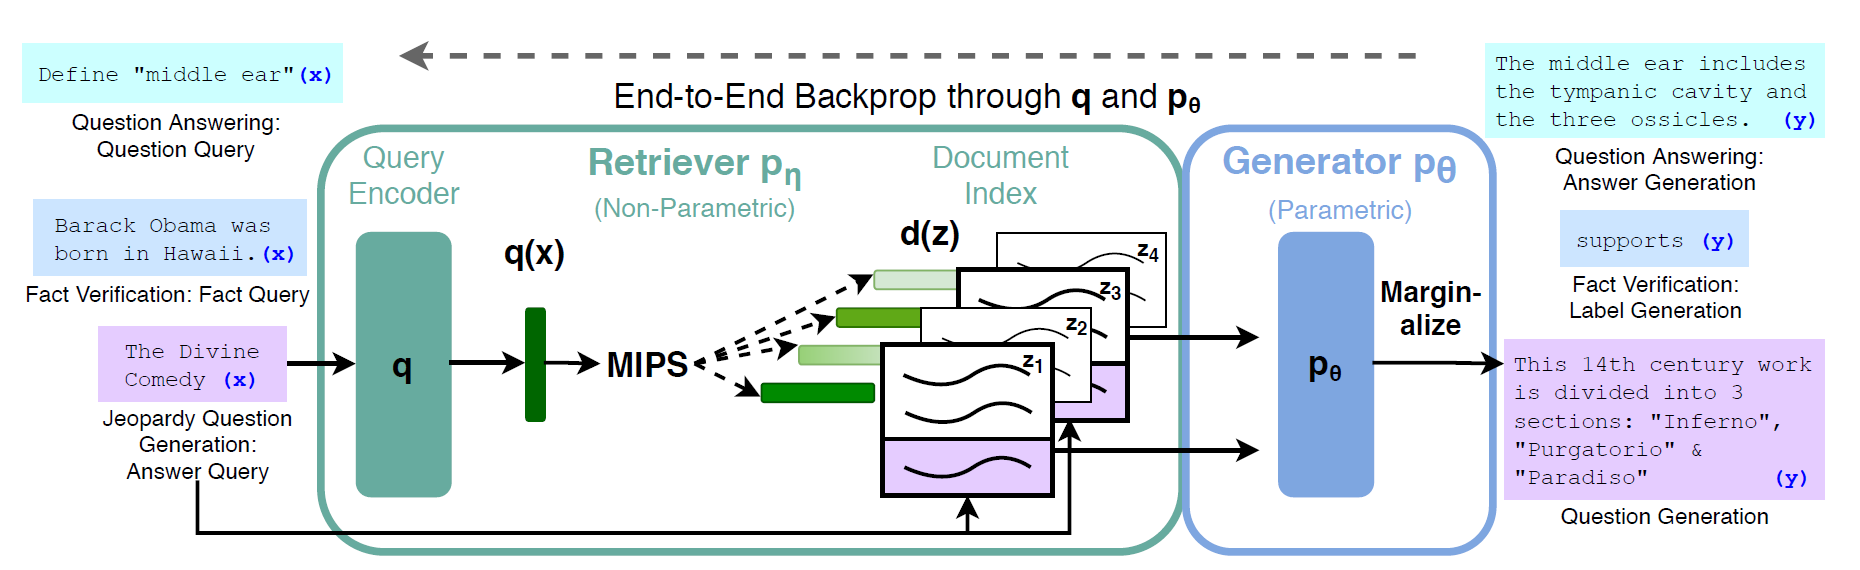 Define "middle ear"(x)
Question Answering:
Question Query
Barack Obama was
born in Hawaii.(x)
Fact Verification: Fact Query
The Divine
Comedy (x)
Jeopardy Question
Generation:
Answer Query
End-to-End Backprop through q and pθ
Query
Encoder
Retriever pη
(Non-Parametric)
Document
Index
q
q(x)
MIPS
d(z)
z4
z3
z2
z1
Generator pθ
(Parametric)
pθ
Margin-
alize
The middle ear includes
the tympanic cavity and
the three ossicles. (y)
Question Answering:
Answer Generation
supports (y)
Fact Verification:
Label Generation
This 14th century work
is divided into 3
sections: "Inferno",
"Purgatorio" &
"Paradiso" (y)
Question Generation